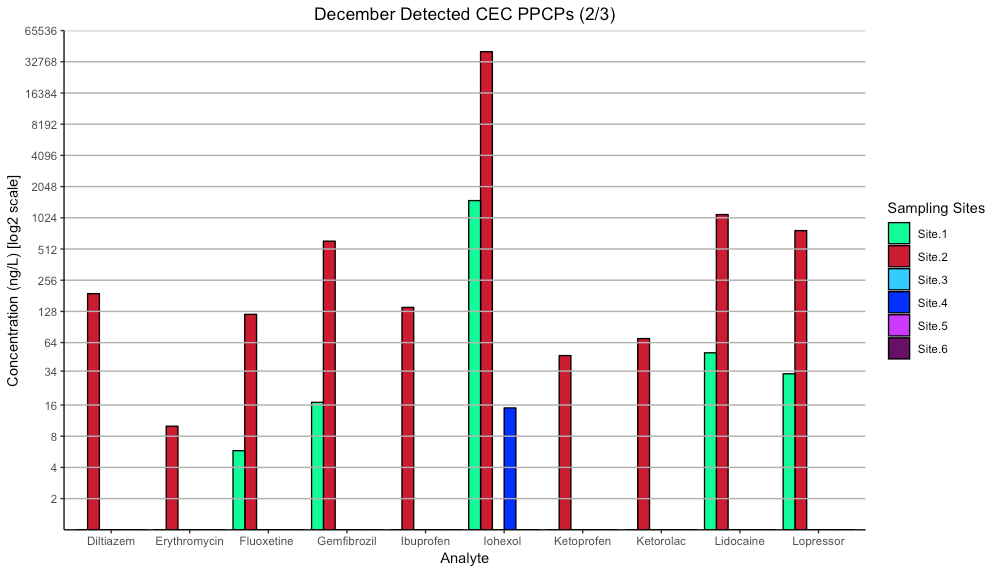 December Detected CEC PPCPs (2/3)
Concentration (ng/L) [log2 scale]
65536
32768
16384
8192
4096
2048
1024
512
256
128
64
34
16
8
4
2
Diltiazem Erythromycin Fluoxetine Gemfibrozil Ibuprofen Iohexol Ketoprofen Ketorolac Lidocaine Lopressor
Analyte
Sampling Sites
Site.1
Site.2
Site.3
Site.4
Site.5
Site.6